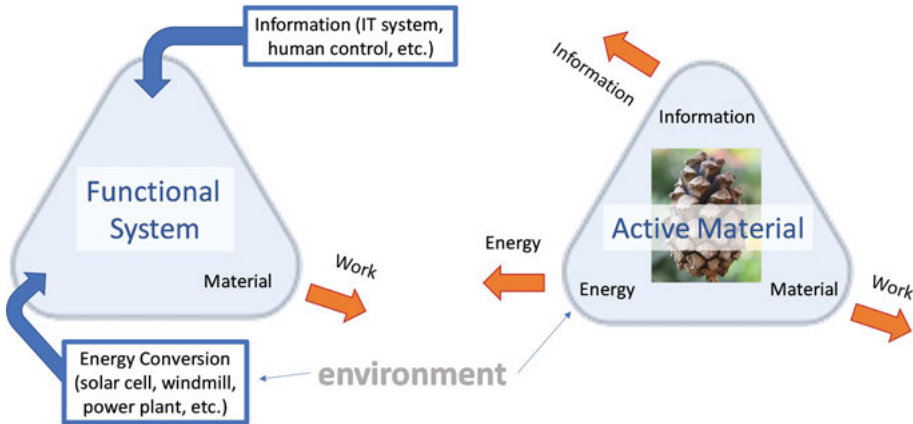 Information (IT system,
human control, etc.)
Functional
System
Material
Work
Energy Conversion
(solar cell, windmill,
power plant, etc.)
environment
Information
Information
Active Material
Energy
Energy
Material
Work